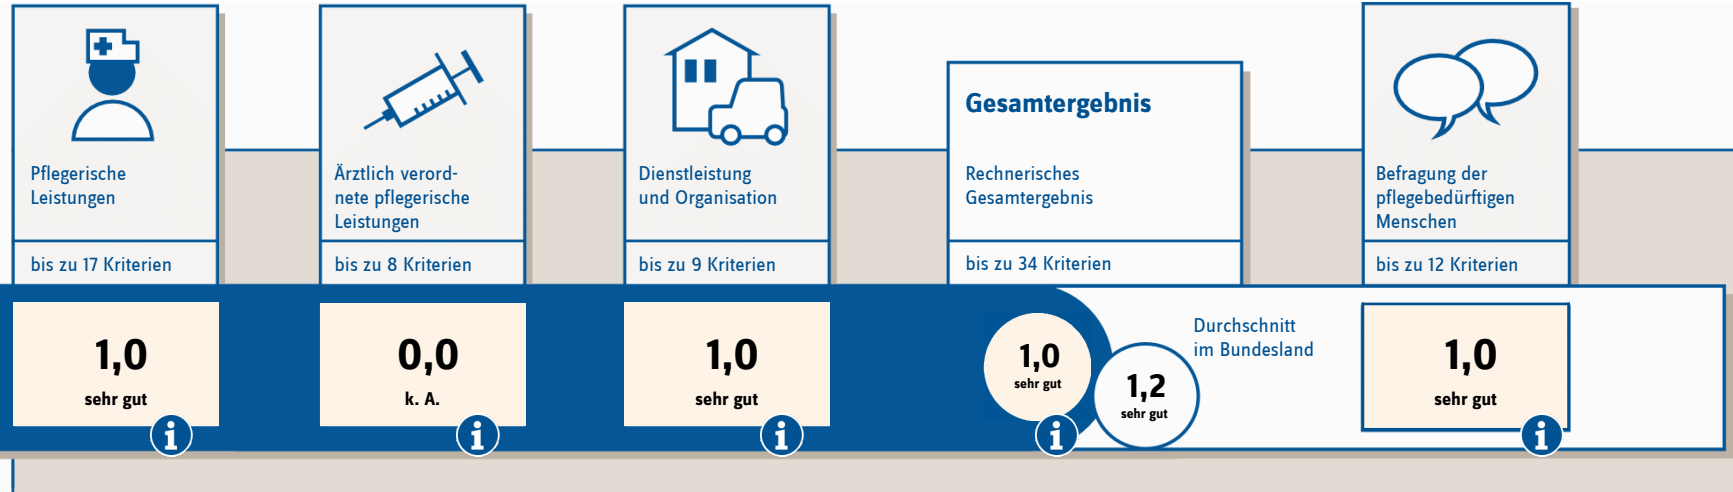 Pflegerische
Leistungen
bis zu 17 Kriterien
1,0
sehr gut
i
Ärztlich verord-
nete pflegerische
Leistungen
bis zu 8 Kriterien
0,0
k. A.
i
Dienstleistung
und Organisation
bis zu 9 Kriterien
1,0
sehr gut
i
Gesamtergebnis
Rechnerisches
Gesamtergebnis
bis zu 34 Kriterien
1,0
sehr gut
i
Durchschnitt
im Bundesland
1,2
sehr gut
Befragung der
pflegebedürftigen
Menschen
bis zu 12 Kriterien
1,0
sehr gut
i